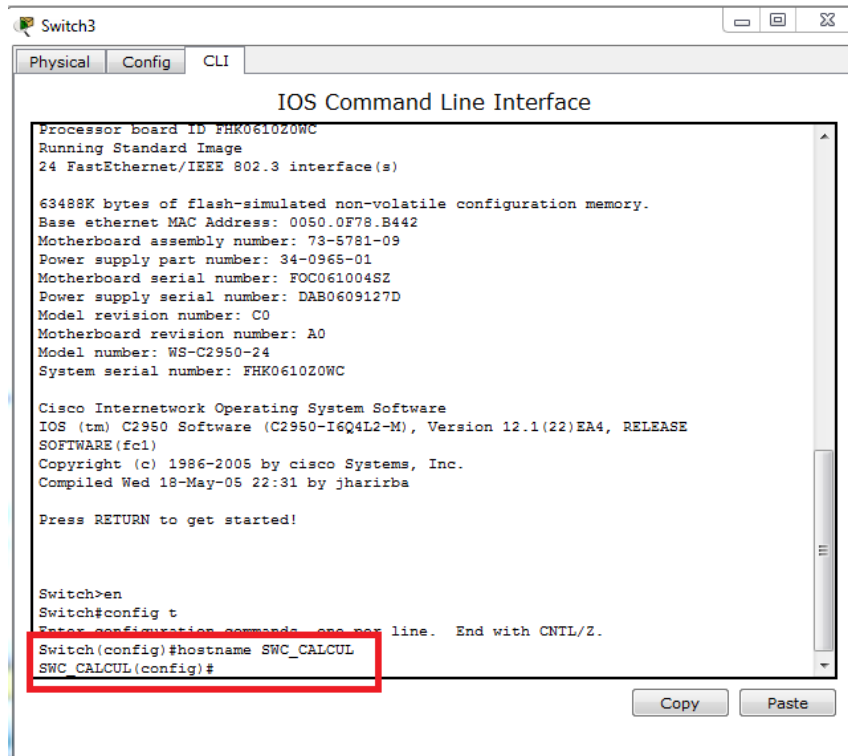 Switch3
Physical Config CLI
IOS Command Line Interface
Processor board ID FHK0610Z0WC
Running Standard Image
24 FastEthernet/IEEE 802.3 interface(s)
63488K bytes of flash-simulated non-volatile configuration memory.
Base ethernet MAC Address: 0050.0F78.B442
Motherboard assembly number: 73-5781-09
Power supply part number: 34-0965-01
Motherboard serial number: FOC061004SZ
Power supply serial number: DAB0609127D
Model revision number: C0
Motherboard revision number: A0
Model number: WS-C2950-24
System serial number: FHK0610Z0WC
Cisco Internetwork Operating System Software
IOS (tm) C2950 Software (C2950-I6Q4L2-M), Version 12.1(22)EA4, RELEASE
SOFTWARE(fc1)
Copyright (c) 1986-2005 by cisco Systems, Inc.
Compiled Wed 18-May-05 22:31 by jharirba
Press RETURN to get started!
Switch>en
Switch#config t
Enter configuration commands, one per line. End with CNTL/Z.
Switch(config)#hostname SWC_CALCUL
SWC_CALCUL(config)#
Copy Paste